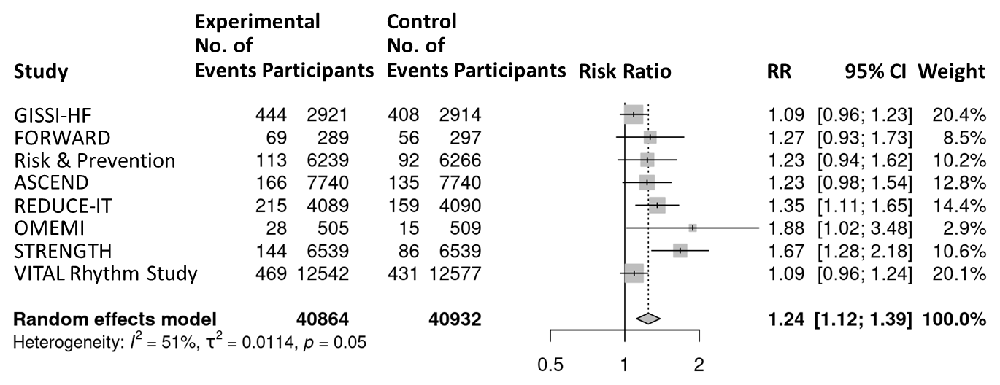 Experimental Control
No. of No. of
Study Events Participants Events Participants Risk Ratio RR 95% CI Weight
GISSI-HF 444 2921 408 2914 1.09 [0.96; 1.23] 20.4%
FORWARD 69 289 56 297 1.27 [0.93; 1.73] 8.5%
Risk & Prevention 113 6239 92 6266 1.23 [0.94; 1.62] 10.2%
ASCEND 166 7740 135 7740 1.23 [0.98; 1.54] 12.8%
REDUCE-IT 215 4089 159 4090 1.35 [1.11; 1.65] 14.4%
OMEMI 28 505 15 509 1.88 [1.02; 3.48] 2.9%
STRENGTH 144 6539 86 6539 1.67 [1.28; 2.18] 10.6%
VITAL Rhythm Study 469 12542 431 12577 1.09 [0.96; 1.24] 20.1%
Random effects model 40864 40932 1.24 [1.12; 1.39] 100.0%
Heterogeneity: I² = 51%, τ² = 0.0114, p = 0.05
0.5 1 2